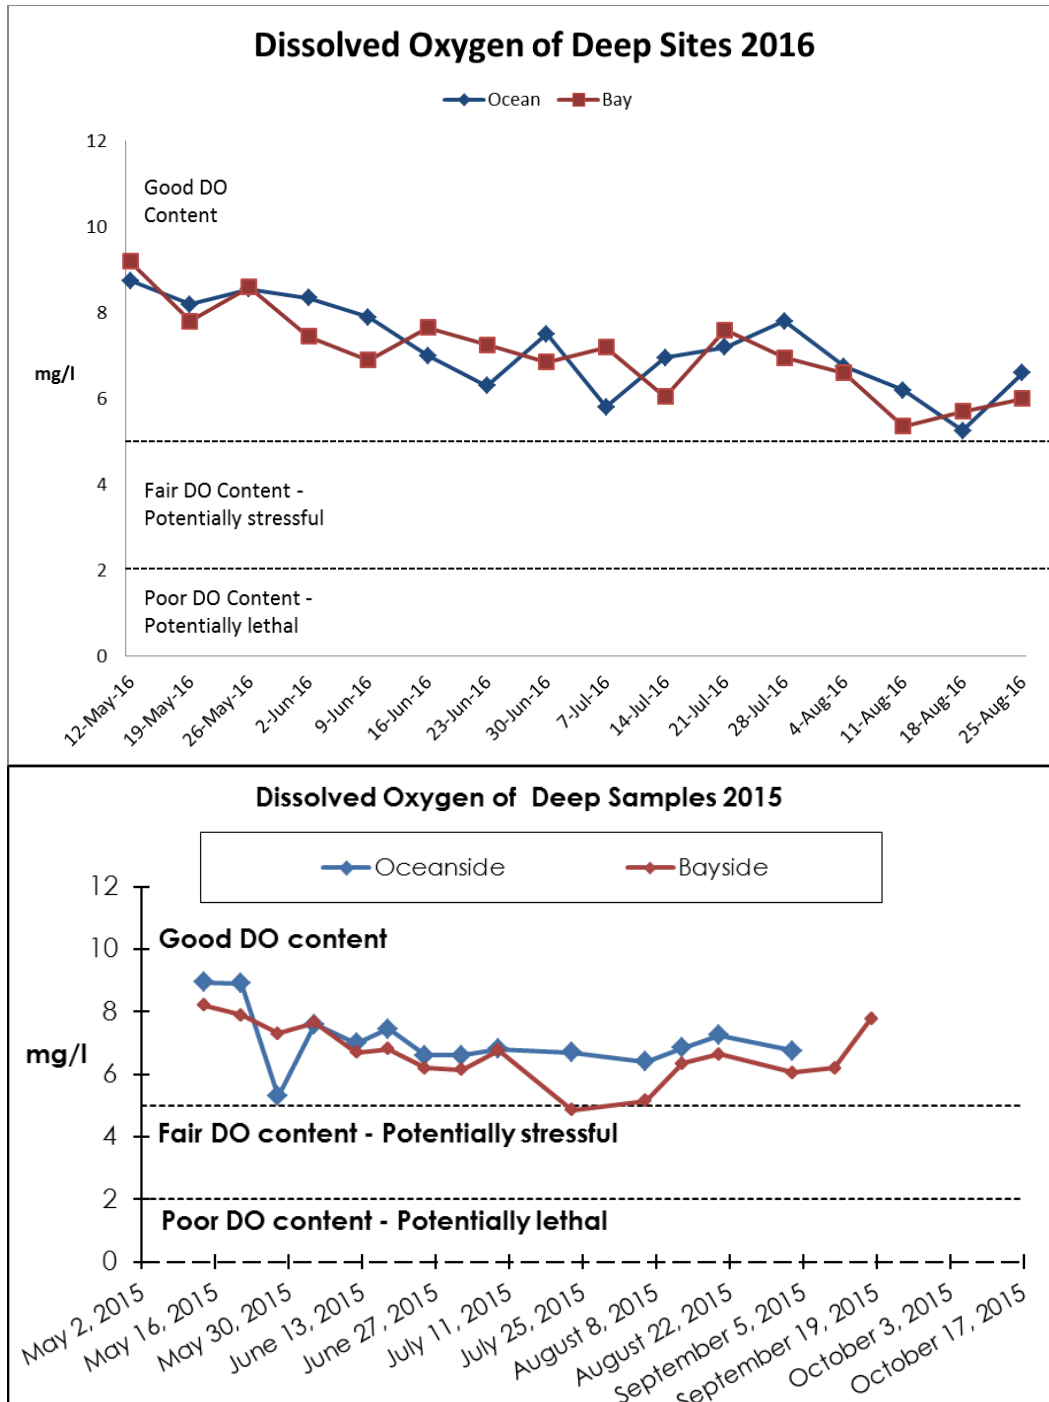 Dissolved Oxygen of Deep Sites 2016
Ocean Bay
12
Good DO
Content
10
8
mg/l
6
4
Fair DO Content -
Potentially stressful
2
Poor DO Content -
Potentially lethal
0
12-May-16 19-May-16 26-May-16 2-Jun-16 9-Jun-16 16-Jun-16 23-Jun-16 30-Jun-16 7-Jul-16 14-Jul-16 21-Jul-16 28-Jul-16 4-Aug-16 11-Aug-16 18-Aug-16 25-Aug-16
Dissolved Oxygen of Deep Samples 2015
Oceanside Bayside
12
10
Good DO content
8
mg/l
6
4
Fair DO content - Potentially stressful
2
Poor DO content - Potentially lethal
0
May 2, 2015 May 16, 2015 May 30, 2015 June 13, 2015 June 27, 2015 July 11, 2015 July 25, 2015 August 8, 2015 August 22, 2015 September 5, 2015 September 19, 2015 October 3, 2015 October 17, 2015